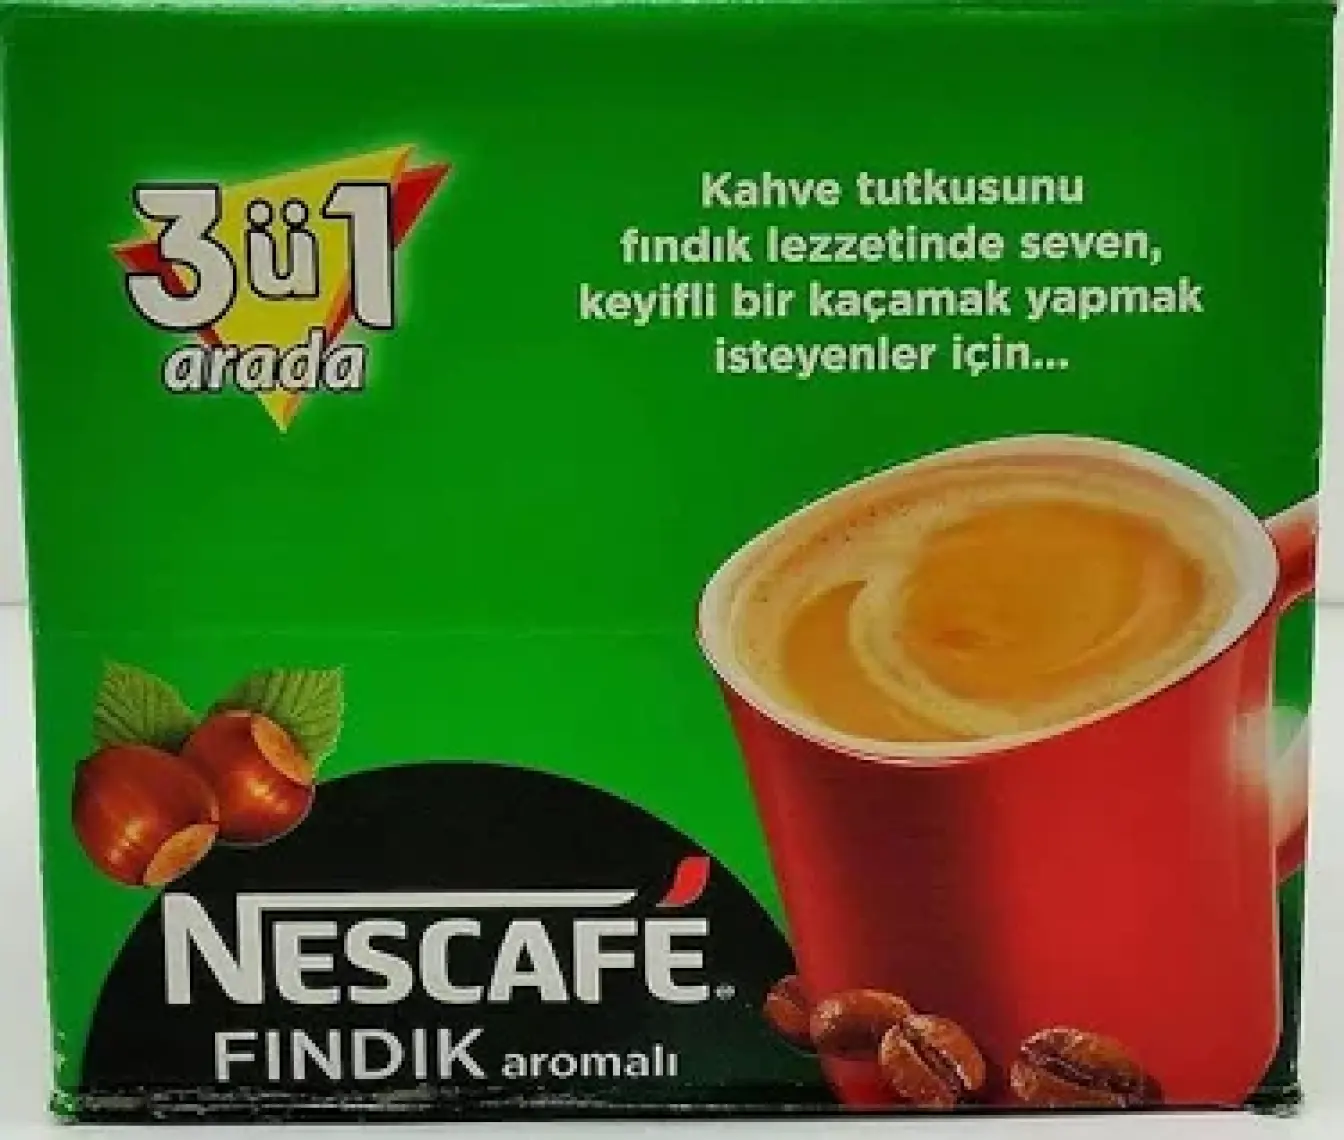 3ü1
arada
Kahve tutkusunu
fındık lezzetinde seven,
keyifli bir kaçamak yapmak
isteyenler için...
NESCAFÉ®
FINDIK aromalı